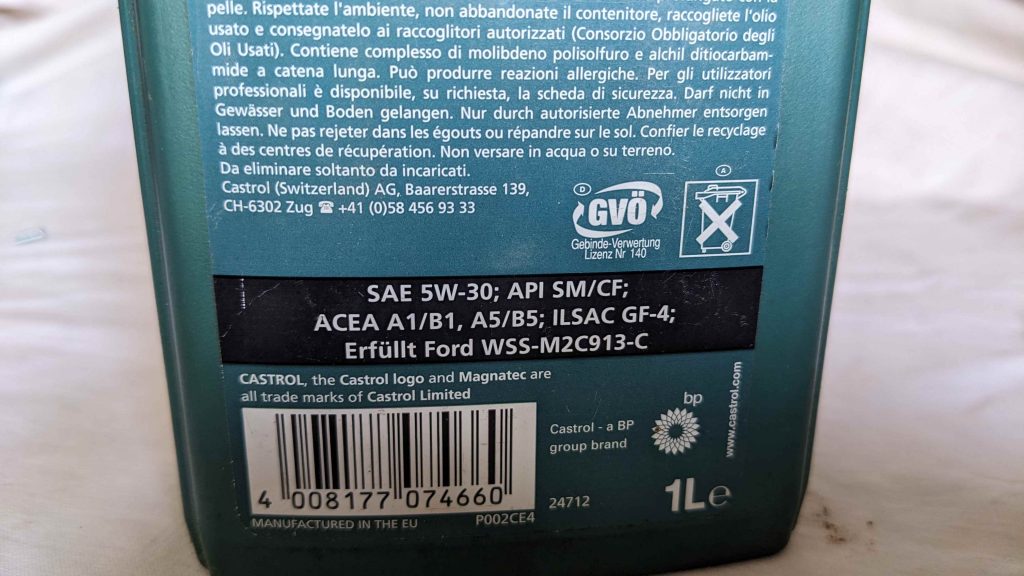 pelle. Rispettate l'ambiente, non abbandonate il contenitore, raccogliete l'olio
usato e consegnatelo ai raccoglitori autorizzati (Consorzio Obbligatorio degli
Oli Usati). Contiene complesso di molibdeno polisolfuro e alchil ditiocarbam-
mide a catena lunga. Può produrre reazioni allergiche. Per gli utilizzatori
professionali è disponibile, su richiesta, la scheda di sicurezza. Darf nicht in
Gewässer und Boden gelangen. Nur durch autorisierte Abnehmer entsorgen
lassen. Ne pas rejeter dans les égouts ou répandre sur le sol. Confier le recyclage
à des centres de récupération. Non versare in acqua o su terreno.
Da eliminare soltanto da incaricati.
Castrol (Switzerland) AG, Baarerstrasse 139,
CH-6302 Zug ☎ +41 (0)58 456 93 33
D
GVÖ
Gebinde-Verwertung
Lizenz Nr 140
A
SAE 5W-30; API SM/CF;
ACEA A1/B1, A5/B5; ILSAC GF-4;
Erfüllt Ford WSS-M2C913-C
CASTROL, the Castrol logo and Magnatec are
all trade marks of Castrol Limited
4 008177 074660
MANUFACTURED IN THE EU
P002CE4
Castrol - a BP
group brand
24712
bp
www.castrol.com
1L e